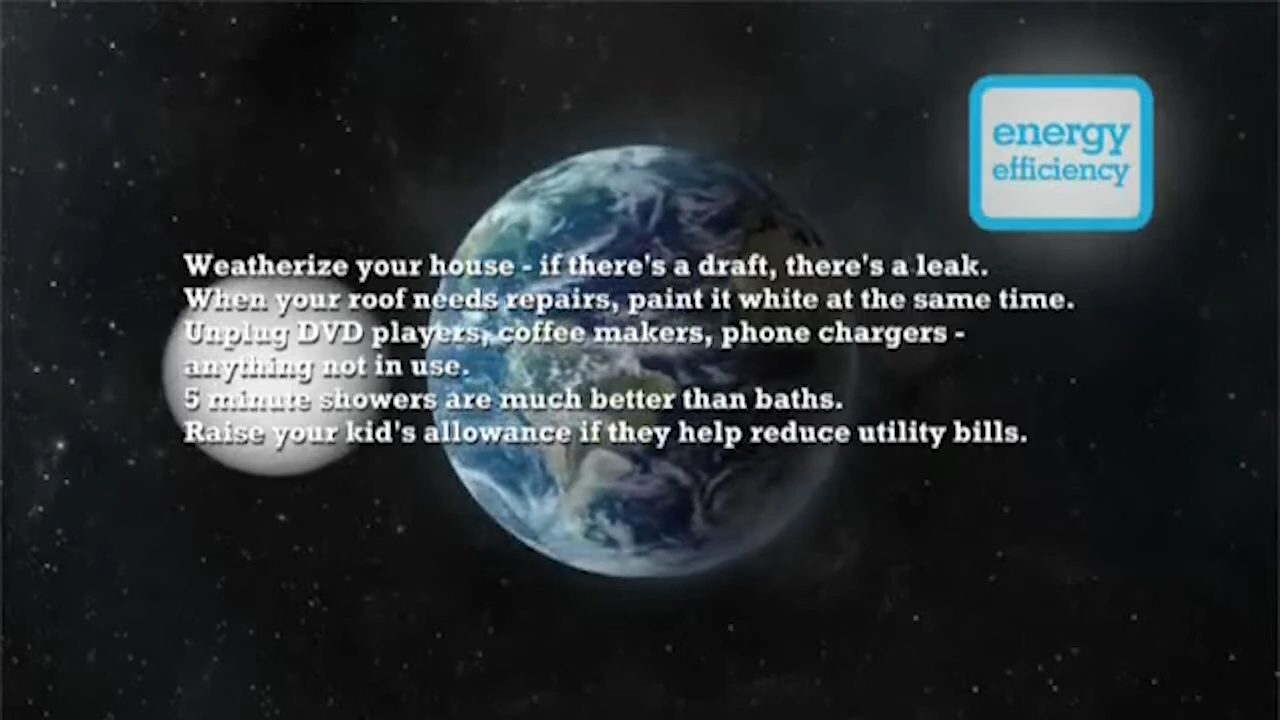 energy
efficiency
Weatherize your house - if there's a draft, there's a leak.
When your roof needs repairs, paint it white at the same time.
Unplug DVD players, coffee makers, phone chargers -
anything not in use.
5 minute showers are much better than baths.
Raise your kid's allowance if they help reduce utility bills.